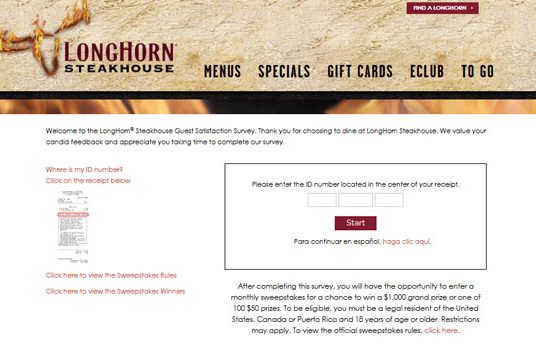 FIND A LONGHORN
LONGHORN
STEAKHOUSE
MENUS SPECIALS GIFT CARDS ECLUB TO GO
Welcome to the LongHorn® Steakhouse Guest Satisfaction Survey. Thank you for choosing to dine at LongHorn Steakhouse. We value your
candid feedback and appreciate you taking time to complete our survey.
Where is my ID number?
Click on the receipt below
Click here to view the Sweepstakes Rules
Click here to view the Sweepstakes Winners
Please enter the ID number located in the center of your receipt.
Start
Para continuar en español, haga clic aquí.
After completing this survey, you will have the opportunity to enter a
monthly sweepstakes for a chance to win a $1,000 grand prize or one of
100 $50 prizes. To be eligible, you must be a legal resident of the United
States, Canada or Puerto Rico and 18 years of age or older. Restrictions
may apply. To view the official sweepstakes rules, click here.